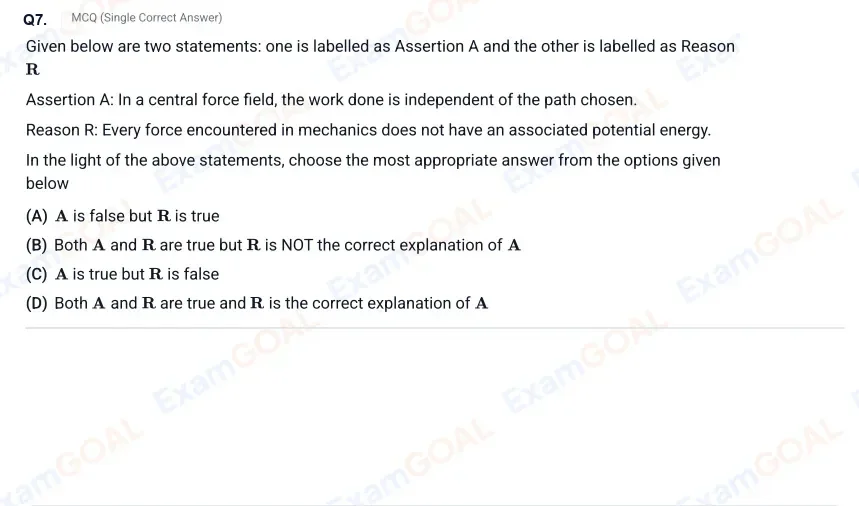 Q7. MCQ (Single Correct Answer)
Given below are two statements: one is labelled as Assertion A and the other is labelled as Reason
R
Assertion A: In a central force field, the work done is independent of the path chosen.
Reason R: Every force encountered in mechanics does not have an associated potential energy.
In the light of the above statements, choose the most appropriate answer from the options given
below
(A) A is false but R is true
(B) Both A and R are true but R is NOT the correct explanation of A
(C) A is true but R is false
(D) Both A and R are true and R is the correct explanation of A
ExamGOAL